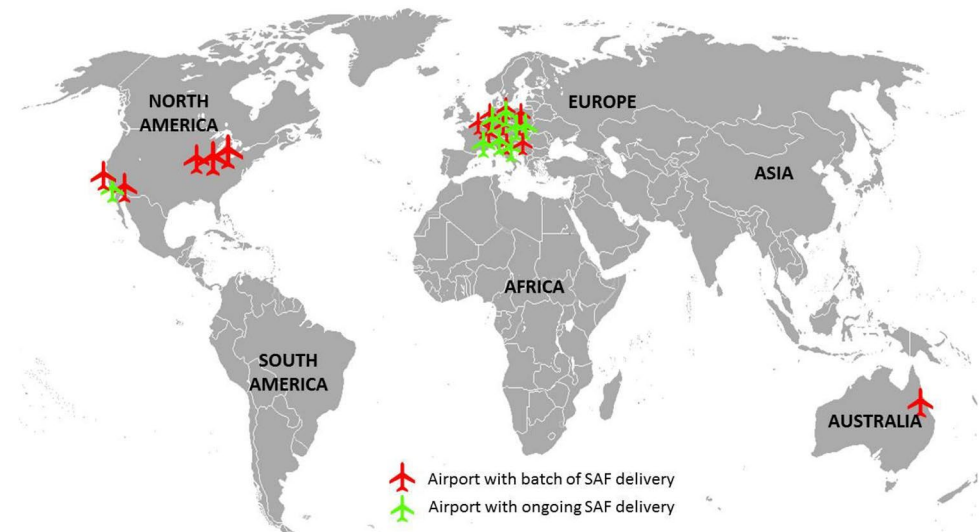 NORTH
AMERICA
EUROPE
ASIA
AFRICA
SOUTH
AMERICA
AUSTRALIA
Airport with batch of SAF delivery
Airport with ongoing SAF delivery